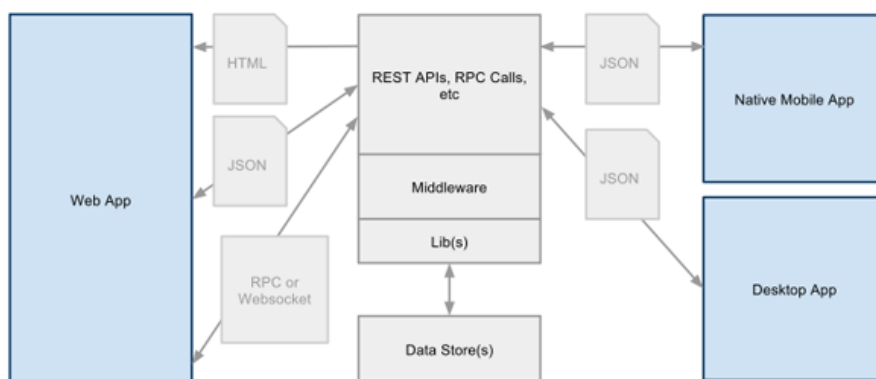 HTML
REST APIs, RPC Calls,
etc
JSON
Native Mobile App
JSON
JSON
Middleware
Web App
Lib(s)
RPC or
Websocket
Desktop App
Data Store(s)